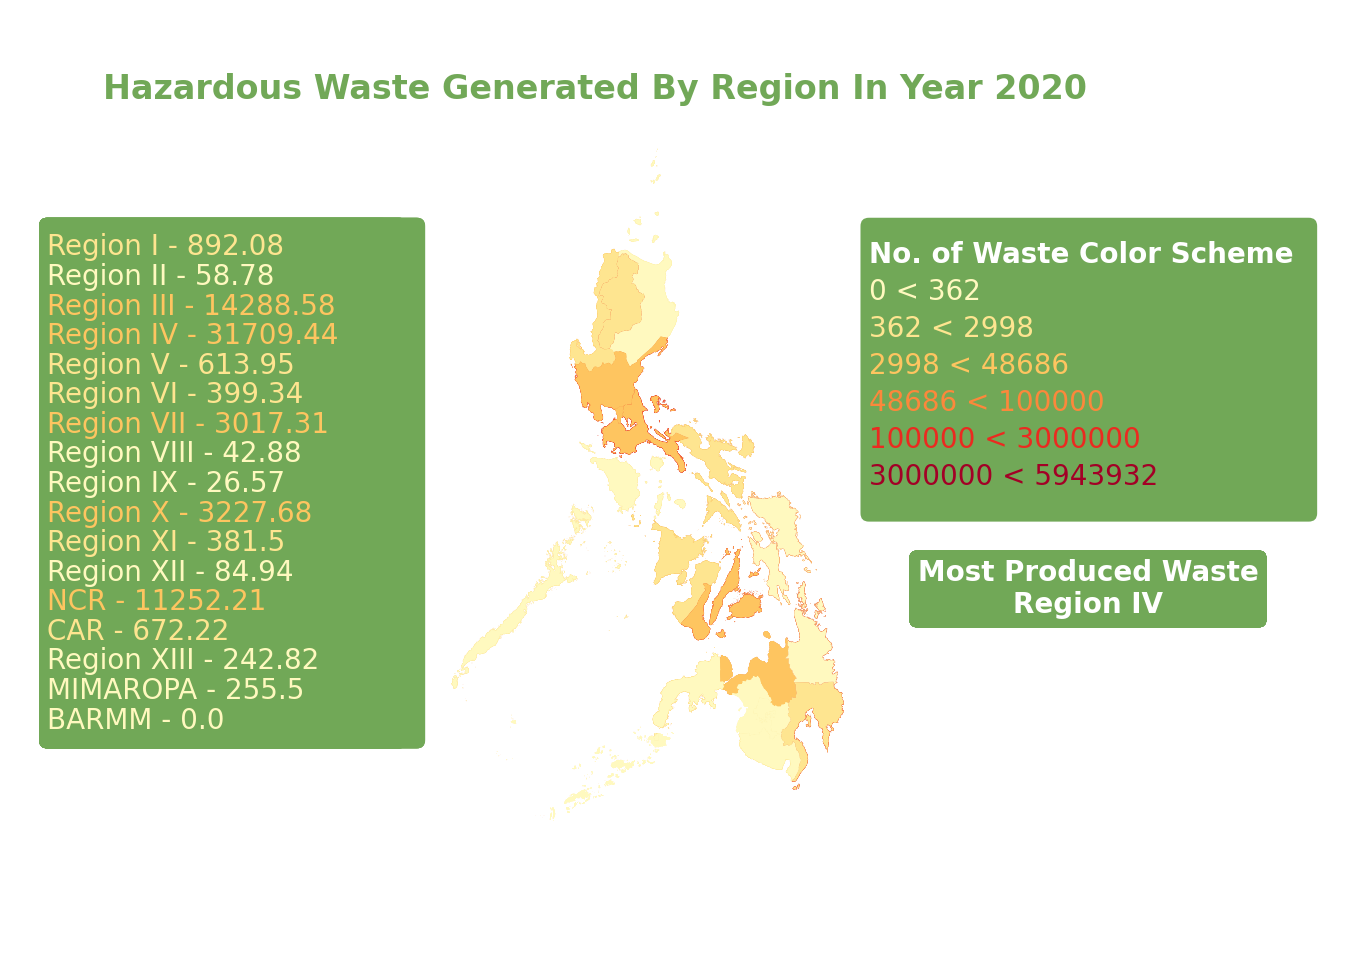 Hazardous Waste Generated By Region In Year 2020
Region I - 892.08
Region II - 58.78
Region III - 14288.58
Region IV - 31709.44
Region V - 613.95
Region VI - 399.34
Region VII - 3017.31
Region VIII - 42.88
Region IX - 26.57
Region X - 3227.68
Region XI - 381.5
Region XII - 84.94
NCR - 11252.21
CAR - 672.22
Region XIII - 242.82
MIMAROPA - 255.5
BARMM - 0.0
No. of Waste Color Scheme
0 < 362
362 < 2998
2998 < 48686
48686 < 100000
100000 < 3000000
3000000 < 5943932
Most Produced Waste
Region IV